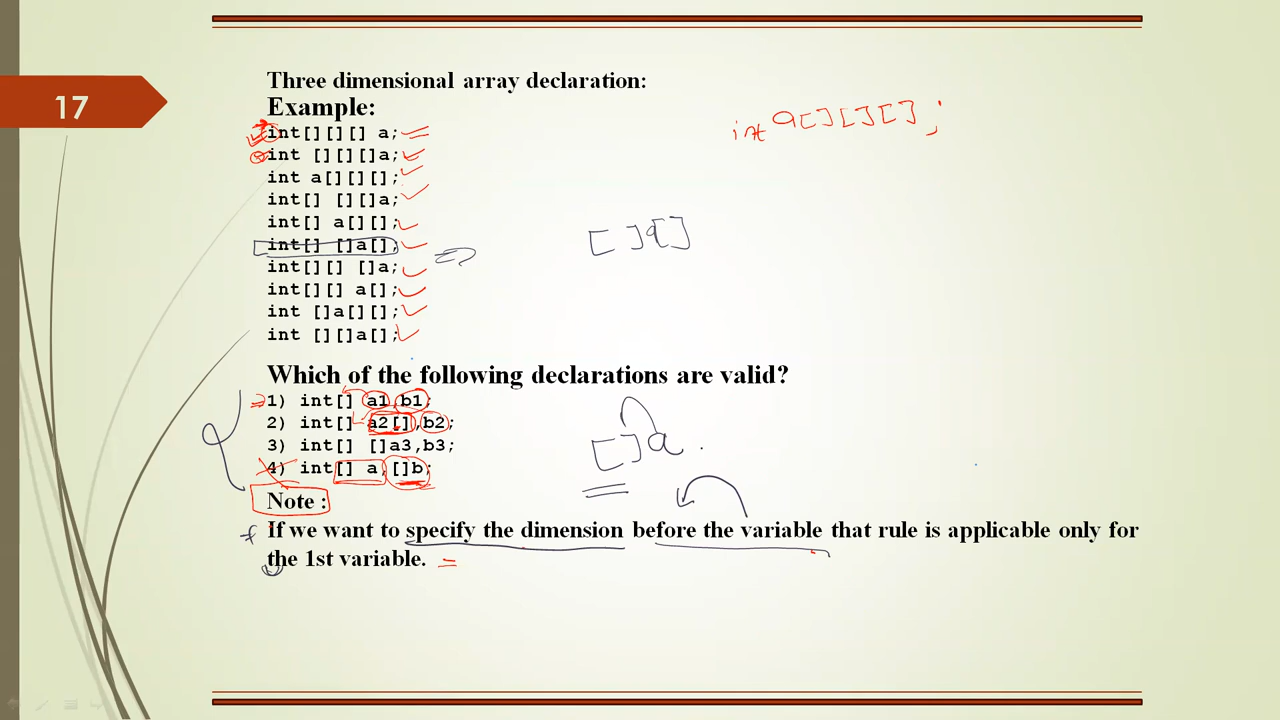 17
Three dimensional array declaration:
Example:
int[][][] a;
int [][][]a;
int a[][][];
int[] [][]a;
int[] a[][];
int[] []a[];
int[][] []a;
int[][] a[];
int []a[][];
int [][]a[];
int a[][][];
[]a[]
Which of the following declarations are valid?
1) int[] a1,b1;
2) int[] a2[],b2;
3) int[] []a3,b3;
4) int[] a,[]b;
[]a.
Note :
If we want to specify the dimension before the variable that rule is applicable only for
the 1st variable.